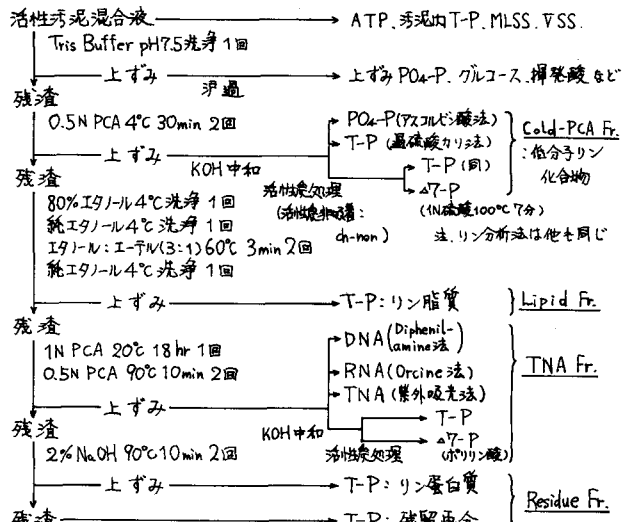 活性汚泥混合液 ATP、汚泥内T-P、MLSS、VSS.
Tris Buffer pH7.5洗浄1回
上ずみ 沪過 上ずみPO4-P、グルコース、揮発酸など
残渣
0.5N PCA 4℃ 30min 2回
PO4-P(アスコルビン酸法)
T-P(過硫酸カリ法)
Cold-PCA Fr.
:低分子リン
化合物
上ずみ KOH中和
T-P(同)
Δ7-P
(1N硫酸100℃7分)
活性炭処理
(活性炭非吸着:
ch-non)
注.リン分析法は他も同じ
残渣
80%エタノール4℃洗浄 1回
純エタノール4℃洗浄 1回
エタノール:エーテル(3:1)60℃ 3min 2回
純エタノール4℃洗浄 1回
上ずみ T-P:リン脂質 Lipid Fr.
残渣
1N PCA 20℃ 18hr 1回
0.5N PCA 90℃ 10min 2回
DNA(Diphenil-
amine法)
RNA(Orcine法)
TNA(紫外吸光法)
TNA Fr.
上ずみ KOH中和
T-P
Δ7-P
(ポリリン酸)
活性炭処理
残渣
2% NaOH 90℃ 10min 2回
上ずみ T-P:リン蛋白質
Residue Fr.
残渣 T-P:残留